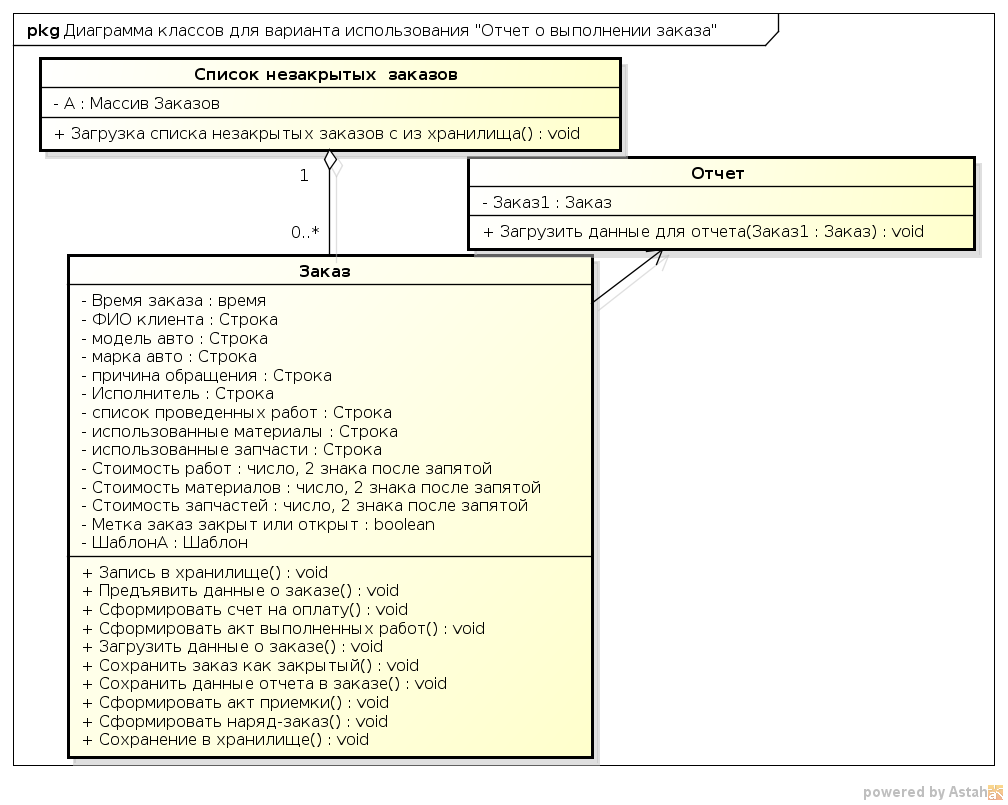 pkg Диаграмма классов для варианта использования "Отчет о выполнении заказа"
Список незакрытых заказов
- А : Массив Заказов
+ Загрузка списка незакрытых заказов с из хранилища() : void
1
0..*
Отчет
- Заказ1 : Заказ
+ Загрузить данные для отчета(Заказ1 : Заказ) : void
Заказ
- Время заказа : время
- ФИО клиента : Строка
- модель авто : Строка
- марка авто : Строка
- причина обращения : Строка
- Исполнитель : Строка
- список проведенных работ : Строка
- использованные материалы : Строка
- использованные запчасти : Строка
- Стоимость работ : число, 2 знака после запятой
- Стоимость материалов : число, 2 знака после запятой
- Стоимость запчастей : число, 2 знака после запятой
- Метка заказ закрыт или открыт : boolean
- ШаблонА : Шаблон
+ Запись в хранилище() : void
+ Предъявить данные о заказе() : void
+ Сформировать счет на оплату() : void
+ Сформировать акт выполненных работ() : void
+ Загрузить данные о заказе() : void
+ Сохранить заказ как закрытый() : void
+ Сохранить данные отчета в заказе() : void
+ Сформировать акт приемки() : void
+ Сформировать наряд-заказ() : void
+ Сохранение в хранилище() : void
powered by Astah